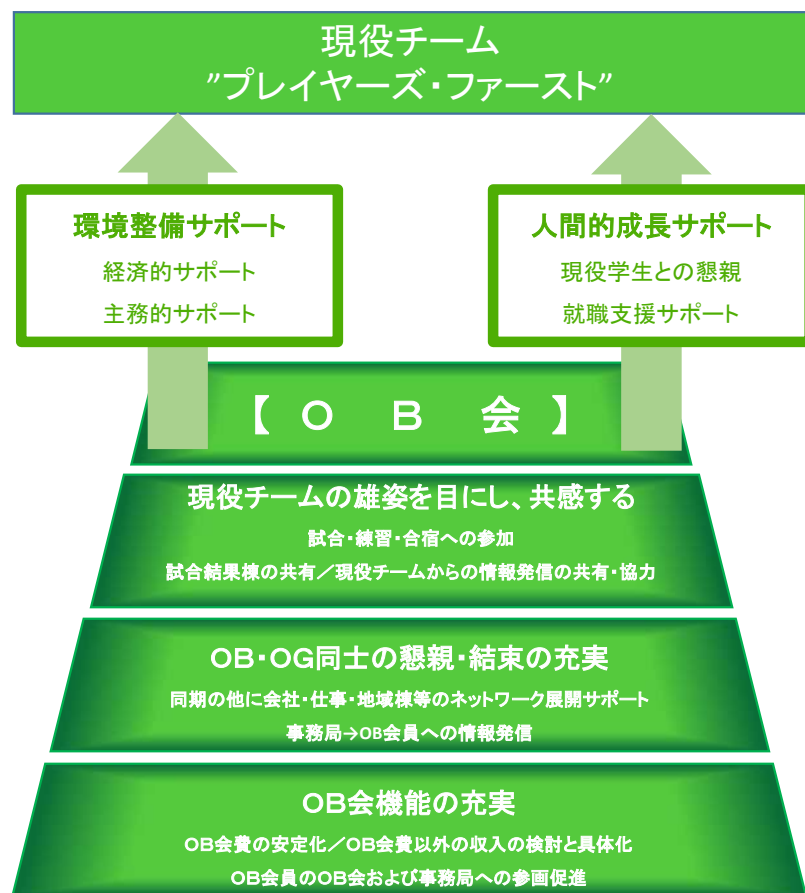 現役チーム
”プレイヤーズ・ファースト”
環境整備サポート
経済的サポート
主務的サポート
人間的成長サポート
現役学生との懇親
就職支援サポート
【 O B 会 】
現役チームの雄姿を目にし、共感する
試合・練習・合宿への参加
試合結果棟の共有／現役チームからの情報発信の共有・協力
OB・OG同士の懇親・結束の充実
同期の他に会社・仕事・地域棟等のネットワーク展開サポート
事務局→OB会員への情報発信
OB会機能の充実
OB会費の安定化／OB会費以外の収入の検討と具体化
OB会員のOB会および事務局への参画促進